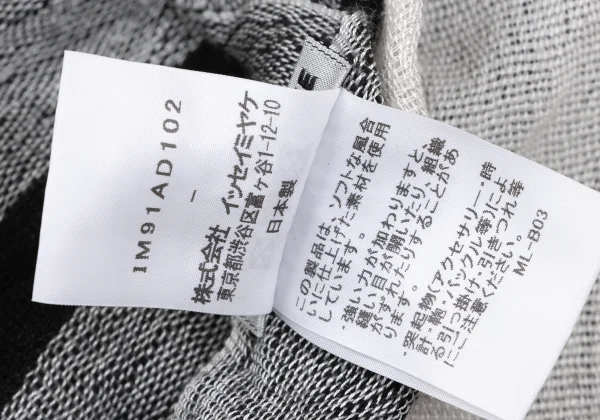 IM91AD102
-
株式会社 イッセイミヤケ
東京都渋谷区富ヶ谷1-12-10
日本製
E
この製品は、ソフトな風合
いに仕上げた素材を使用
しています。
・強い力が加わりますと
縫い目が開いたり、組織
がずれたりすることがあ
ります。
・突起物(アクセサリー・時
計・鞄・バックル等)によ
る引っ掛け・引きつれ等
にご注意ください。
ML-B03